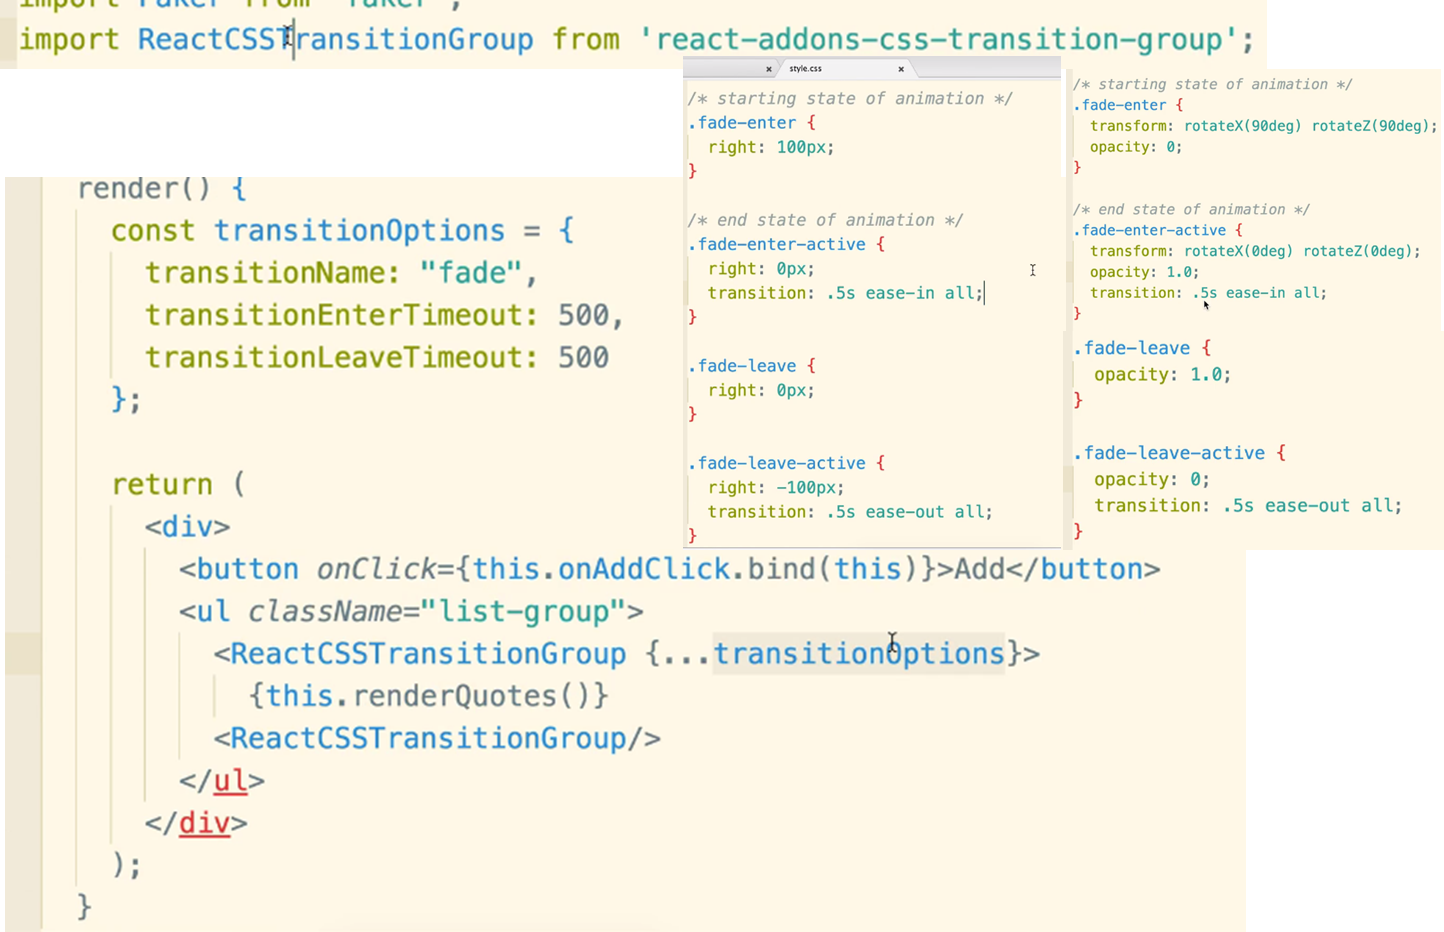 import Faker from 'faker';
import ReactCSSTransitionGroup from 'react-addons-css-transition-group';
render() {
const transitionOptions = {
transitionName: "fade",
transitionEnterTimeout: 500,
transitionLeaveTimeout: 500
};
return (
<div>
<button onClick={this.onAddClick.bind(this)}>Add</button>
<ul className="list-group">
<ReactCSSTransitionGroup {...transitionOptions}>
{this.renderQuotes()}
<ReactCSSTransitionGroup/>
</ul>
</div>
);
}
style.css
/* starting state of animation */
.fade-enter {
right: 100px;
}
/* end state of animation */
.fade-enter-active {
right: 0px;
transition: .5s ease-in all;
}
.fade-leave {
right: 0px;
}
.fade-leave-active {
right: -100px;
transition: .5s ease-out all;
}
/* starting state of animation */
.fade-enter {
transform: rotateX(90deg) rotateZ(90deg);
opacity: 0;
}
/* end state of animation */
.fade-enter-active {
transform: rotateX(0deg) rotateZ(0deg);
opacity: 1.0;
transition: .5s ease-in all;
}
.fade-leave {
opacity: 1.0;
}
.fade-leave-active {
opacity: 0;
transition: .5s ease-out all;
}